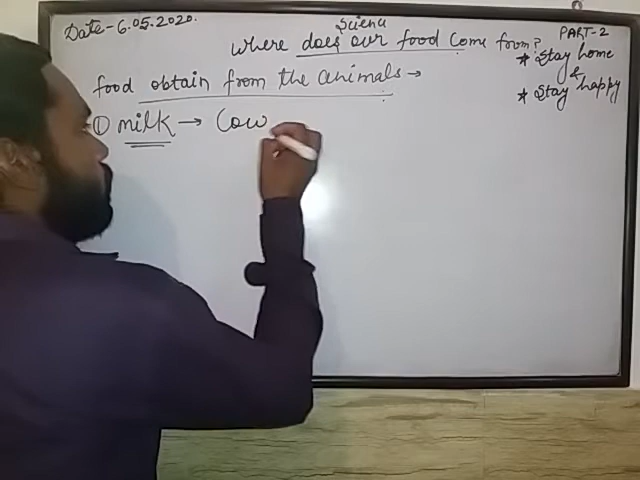 Date-6.05.2020.
Science
PART-2
Where does our food Come from?
* Stay home
&
* Stay happy
food obtain from the animals →
① milk → Cow